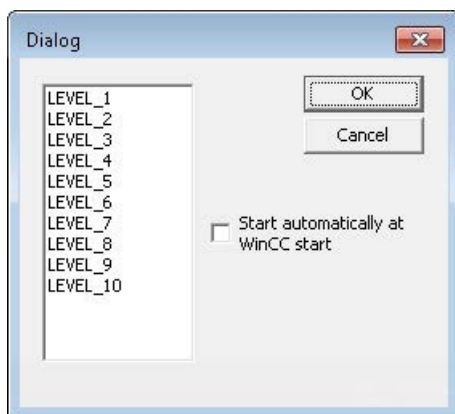 Dialog
LEVEL_1
LEVEL_2
LEVEL_3
LEVEL_4
LEVEL_5
LEVEL_6
LEVEL_7
LEVEL_8
LEVEL_9
LEVEL_10
OK
Cancel
Start automatically at
WinCC start